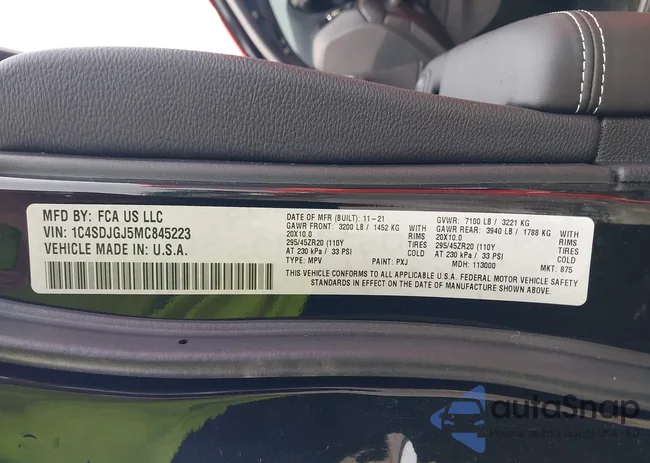 MFD BY: FCA US LLC
VIN: 1C4SDJGJ5MC845223
VEHICLE MADE IN: U.S.A.
DATE OF MFR (BUILT): 11-21
GAWR FRONT: 3200 LB / 1452 KG WITH
20X10.0 RIMS
295/45ZR20 (110Y TIRES
AT 230 kPa / 33 PSI COLD
TYPE: MPV PAINT: PXJ
GVWR: 7100 LB / 3221 KG
GAWR REAR: 3940 LB / 1788 KG WITH
20X10.0 RIMS
295/45ZR20 (110Y TIRES
AT 230 kPa / 33 PSI COLD
MDH: 113000 MKT: 875
THIS VEHICLE CONFORMS TO ALL APPLICABLE U.S.A. FEDERAL MOTOR VEHICLE SAFETY
STANDARDS IN EFFECT ON THE DATE OF MANUFACTURE SHOWN ABOVE.
autoSnap